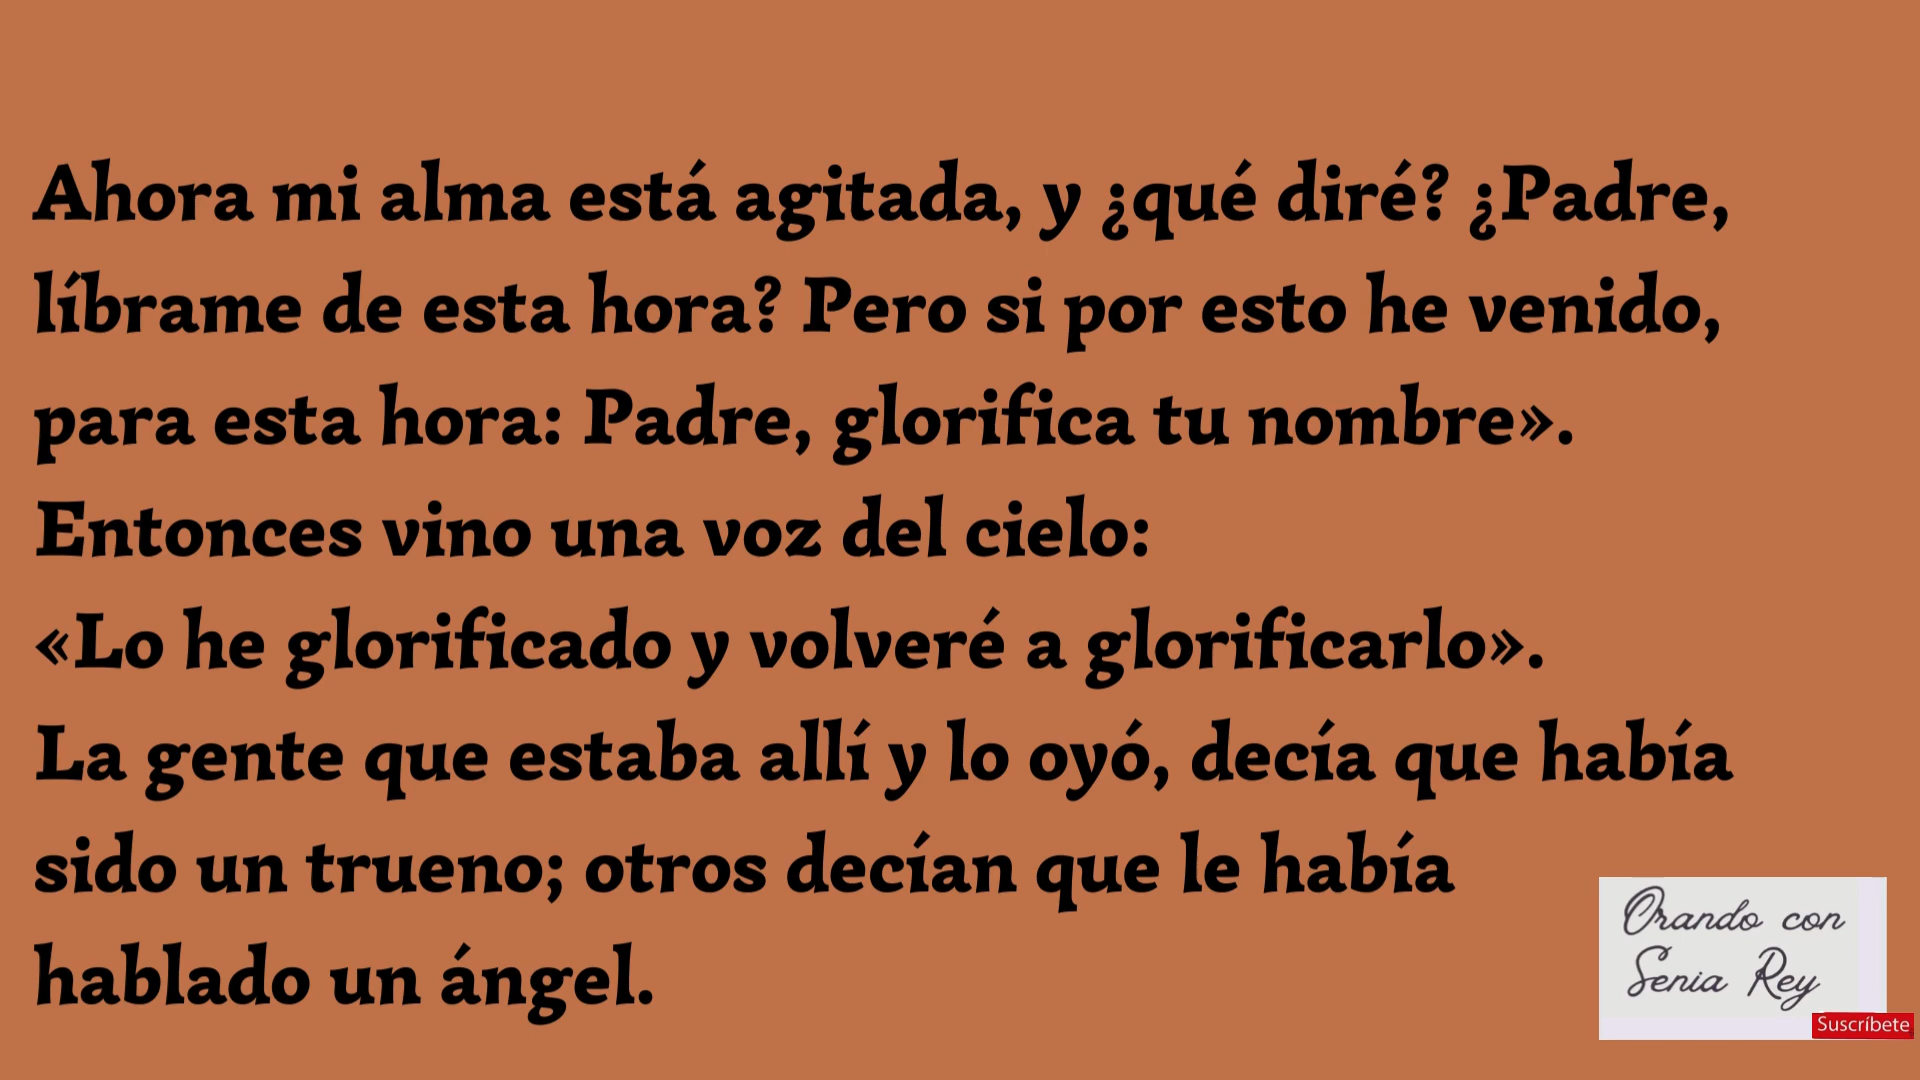 Ahora mi alma está agitada, y ¿qué diré? ¿Padre,
líbrame de esta hora? Pero si por esto he venido,
para esta hora: Padre, glorifica tu nombre».
Entonces vino una voz del cielo:
«Lo he glorificado y volveré a glorificarlo».
La gente que estaba allí y lo oyó, decía que había
sido un trueno; otros decían que le había
hablado un ángel.
Orando con
Senia Rey
Suscríbete